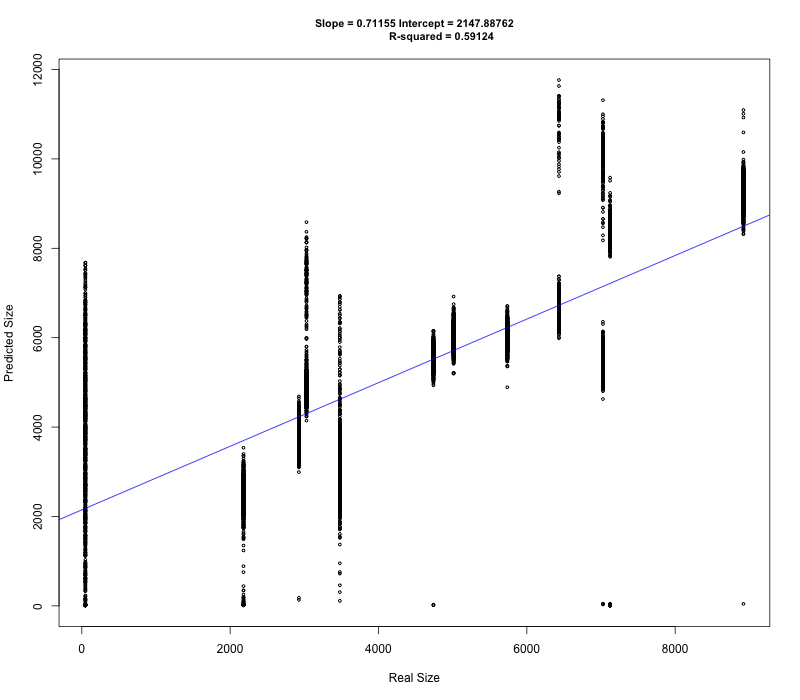 Slope = 0.71155 Intercept = 2147.88762
R-squared = 0.59124
12000
10000
8000
6000
4000
2000
0
Predicted Size
0 2000 4000 6000 8000
Real Size